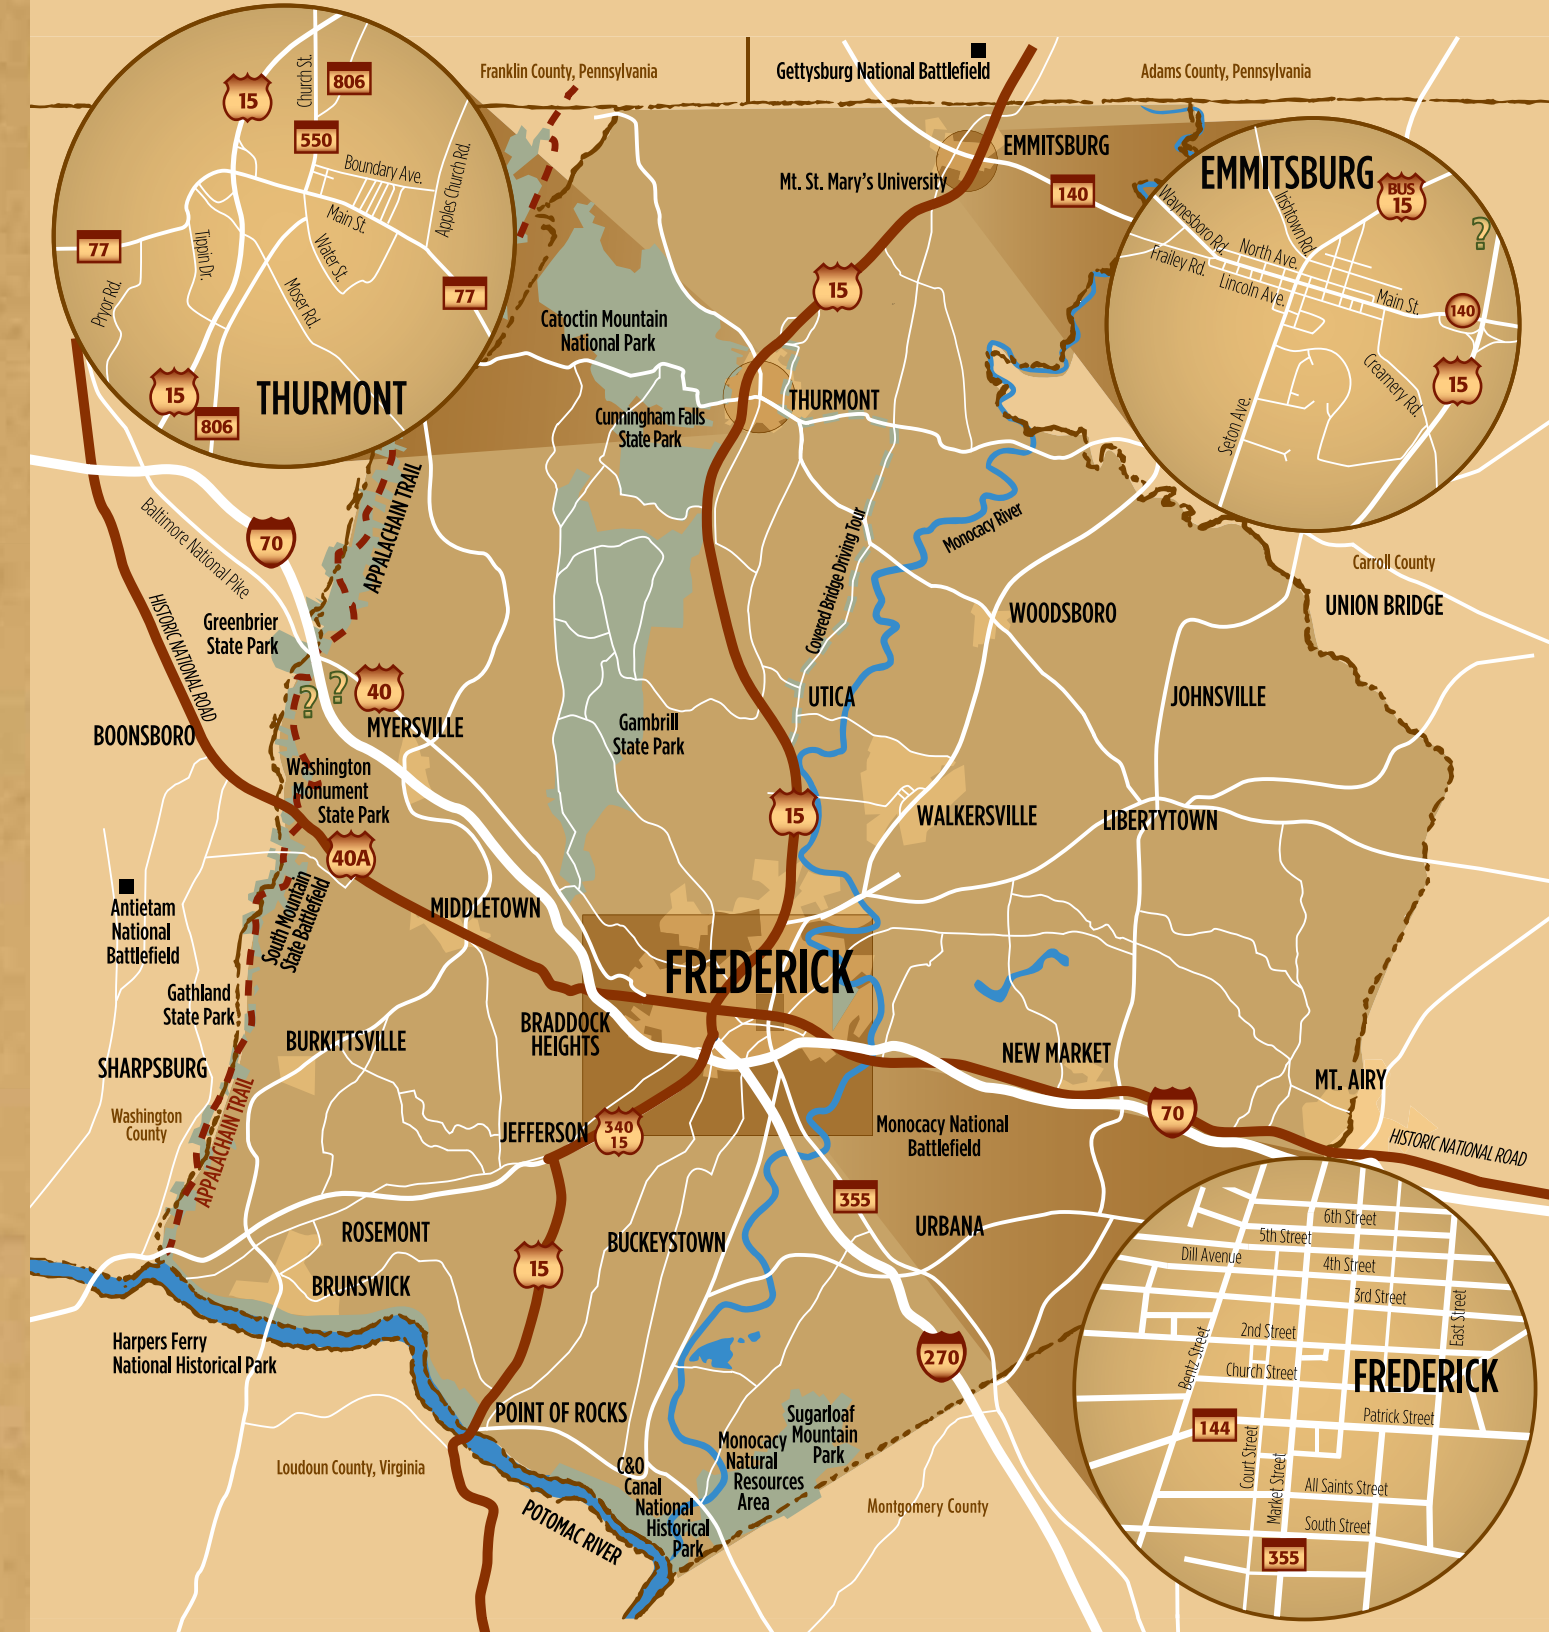 Franklin County, Pennsylvania
Gettysburg National Battlefield
Adams County, Pennsylvania
15
Church St.
806
550
Boundary Ave.
Apples Church Rd.
Main St.
Water St.
Tippin Dr.
77
Pryor Rd.
Moser Rd.
77
15
806
THURMONT
EMMITSBURG
Mt. St. Mary's University
140
EMMITSBURG
BUS
15
?
Waynesboro Rd.
Irishtown Rd.
North Ave.
Frailey Rd.
Lincoln Ave.
Main St.
140
15
Creamery Rd.
Seton Ave.
15
Catoctin Mountain
National Park
THURMONT
Cunningham Falls
State Park
APPALACHAIN TRAIL
Baltimore National Pike
70
Monocacy River
Covered Bridge Driving Tour
Carroll County
UNION BRIDGE
HISTORIC NATIONAL ROAD
Greenbrier
State Park
WOODSBORO
?
?
40
UTICA
JOHNSVILLE
BOONSBORO
MYERSVILLE
Gambrill
State Park
Washington
Monument
State Park
15
WALKERSVILLE
LIBERTYTOWN
40A
Antietam
National
Battlefield
South Mountain
State Battlefield
MIDDLETOWN
FREDERICK
Gathland
State Park
BURKITTSVILLE
BRADDOCK
HEIGHTS
NEW MARKET
SHARPSBURG
MT. AIRY
Washington
County
APPALACHAIN TRAIL
JEFFERSON
340
15
Monocacy National
Battlefield
70
HISTORIC NATIONAL ROAD
355
ROSEMONT
BUCKEYSTOWN
URBANA
15
BRUNSWICK
Harpers Ferry
National Historical Park
270
POINT OF ROCKS
Sugarloaf
Mountain
Park
Monocacy
Natural
Resources
Area
C&O
Canal
National
Historical
Park
Loudoun County, Virginia
POTOMAC RIVER
Montgomery County
6th Street
5th Street
Dill Avenue
4th Street
3rd Street
East Street
2nd Street
Bentz Street
Church Street
FREDERICK
Patrick Street
144
Court Street
Market Street
All Saints Street
South Street
355